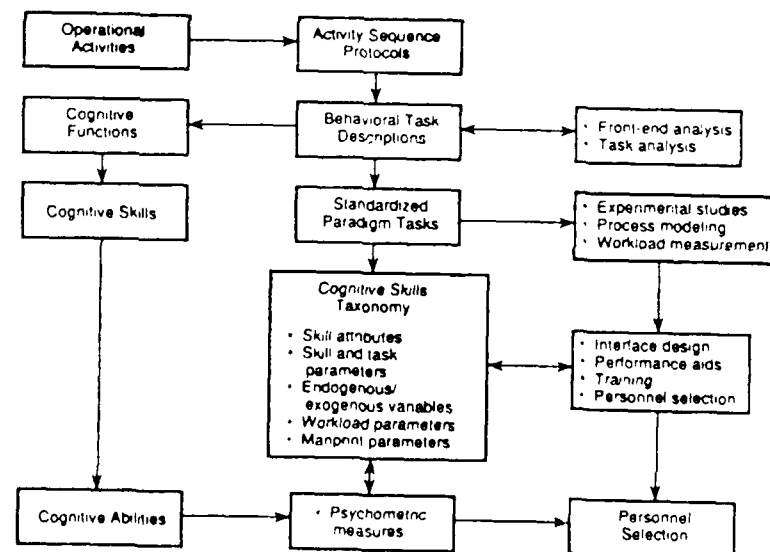 Operational
Activities
Activity Sequence
Protocols
Cognitive
Functions
Behavioral Task
Descriptions
· Front-end analysis
· Task analysis
Cognitive Skills
Standardized
Paradigm Tasks
· Experimental studies
· Process modeling
· Workload measurement
Cognitive Skills
Taxonomy
· Skill attributes
· Skill and task
parameters
· Endogenous/
exogenous variables
· Workload parameters
· Manprint parameters
· Interface design
· Performance aids
· Training
· Personnel selection
Cognitive Abilities
· Psychometric
measures
Personnel
Selection